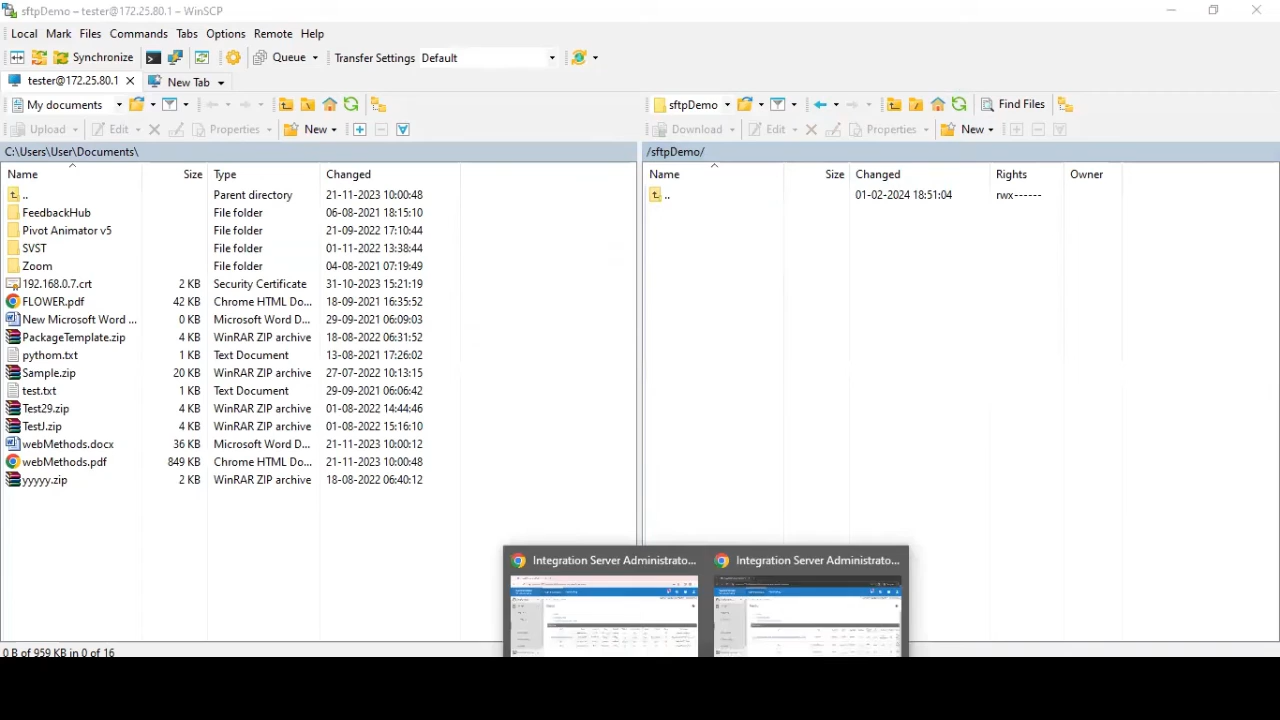 sftpDemo – tester@172.25.80.1 – WinSCP
Local Mark Files Commands Tabs Options Remote Help
Synchronize Queue Transfer Settings Default
tester@172.25.80.1 New Tab
My documents
Upload Edit Properties New
C:\Users\User\Documents\
Name Size Type Changed
.. Parent directory 21-11-2023 10:00:48
FeedbackHub File folder 06-08-2021 18:15:10
Pivot Animator v5 File folder 21-09-2022 17:10:44
SVST File folder 01-11-2022 13:38:44
Zoom File folder 04-08-2021 07:19:49
192.168.0.7.crt 2 KB Security Certificate 31-10-2023 15:21:19
FLOWER.pdf 42 KB Chrome HTML Do... 18-09-2021 16:35:52
New Microsoft Word ... 0 KB Microsoft Word D... 29-09-2021 06:09:03
PackageTemplate.zip 4 KB WinRAR ZIP archive 18-08-2022 06:31:52
pythom.txt 1 KB Text Document 13-08-2021 17:26:02
Sample.zip 20 KB WinRAR ZIP archive 27-07-2022 10:13:15
test.txt 1 KB Text Document 29-09-2021 06:06:42
Test29.zip 4 KB WinRAR ZIP archive 01-08-2022 14:44:46
TestJ.zip 4 KB WinRAR ZIP archive 01-08-2022 15:16:10
webMethods.docx 36 KB Microsoft Word D... 21-11-2023 10:00:12
webMethods.pdf 849 KB Chrome HTML Do... 21-11-2023 10:00:48
yyyyy.zip 2 KB WinRAR ZIP archive 18-08-2022 06:40:12
0 B of 959 KB in 0 of 16
sftpDemo Find Files
Download Edit Properties New
/sftpDemo/
Name Size Changed Rights Owner
.. 01-02-2024 18:51:04 rwx------
Integration Server Administrato...
Integration Server Administrato...